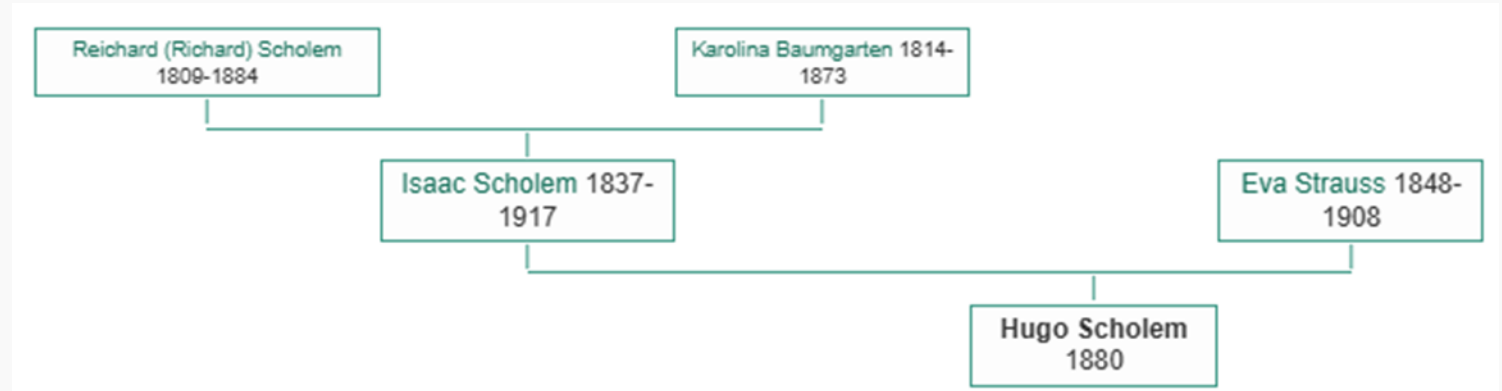 Reichard (Richard) Scholem
1809-1884
Karolina Baumgarten 1814-
1873
Isaac Scholem 1837-
1917
Eva Strauss 1848-
1908
Hugo Scholem
1880